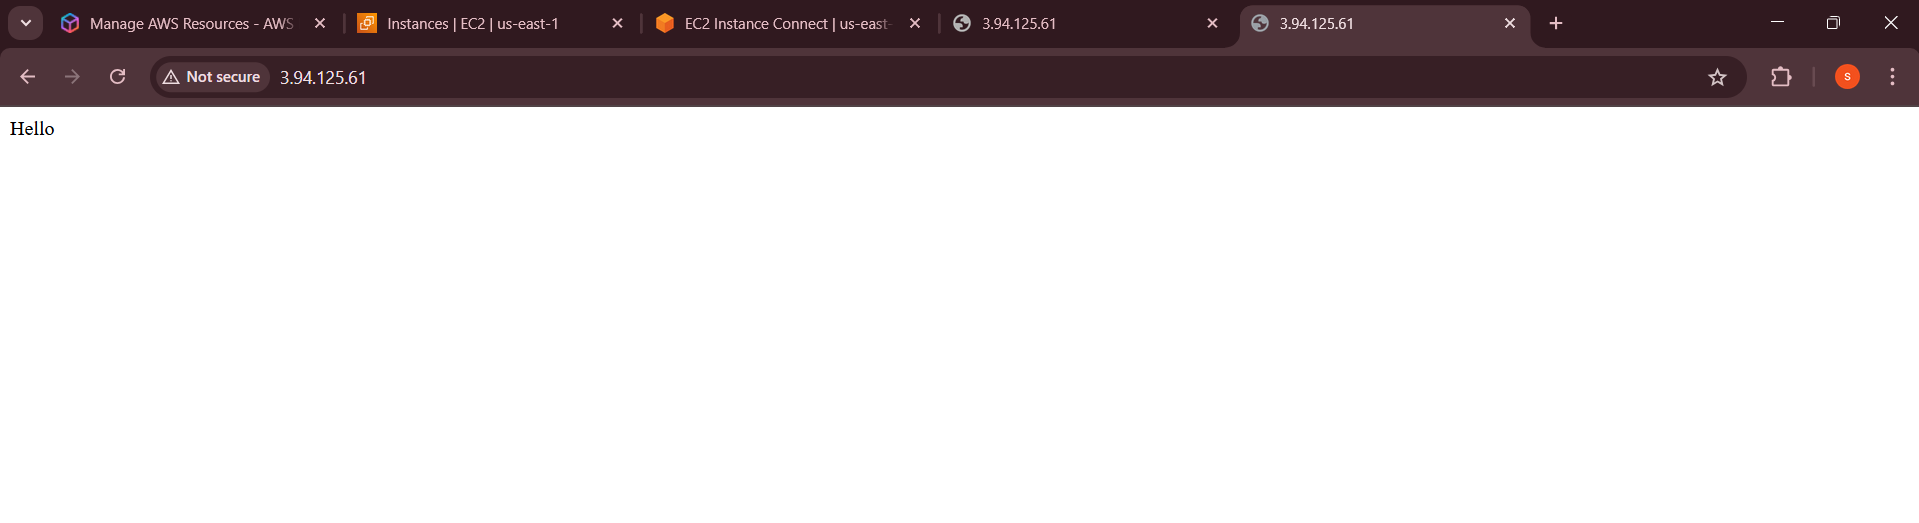 Manage AWS Resources - AWS
Instances | EC2 | us-east-1
EC2 Instance Connect | us-east-
3.94.125.61
3.94.125.61
Not secure
3.94.125.61
s
Hello